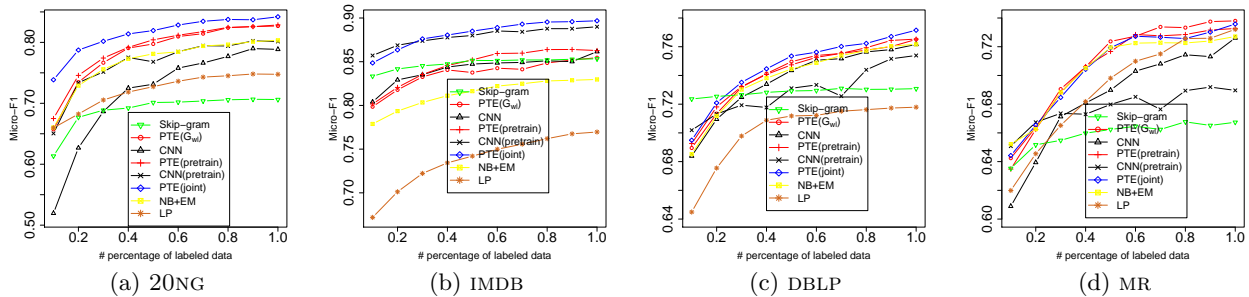 Micro−F1
0.50 0.60 0.70 0.80
0.2 0.4 0.6 0.8 1.0
# percentage of labeled data
Skip−gram
PTE(Gwl)
CNN
PTE(pretrain)
CNN(pretrain)
PTE(joint)
NB+EM
LP
(a) 20NG
Micro−F1
0.70 0.75 0.80 0.85 0.90
0.2 0.4 0.6 0.8 1.0
# percentage of labeled data
Skip−gram
PTE(Gwl)
CNN
PTE(pretrain)
CNN(pretrain)
PTE(joint)
NB+EM
LP
(b) IMDB
Micro−F1
0.64 0.68 0.72 0.76
0.2 0.4 0.6 0.8 1.0
# percentage of labeled data
Skip−gram
PTE(Gwl)
CNN
PTE(pretrain)
CNN(pretrain)
PTE(joint)
NB+EM
LP
(c) DBLP
Micro−F1
0.60 0.64 0.68 0.72
0.2 0.4 0.6 0.8 1.0
# percentage of labeled data
Skip−gram
PTE(Gwl)
CNN
PTE(pretrain)
CNN(pretrain)
PTE(joint)
NB+EM
LP
(d) MR